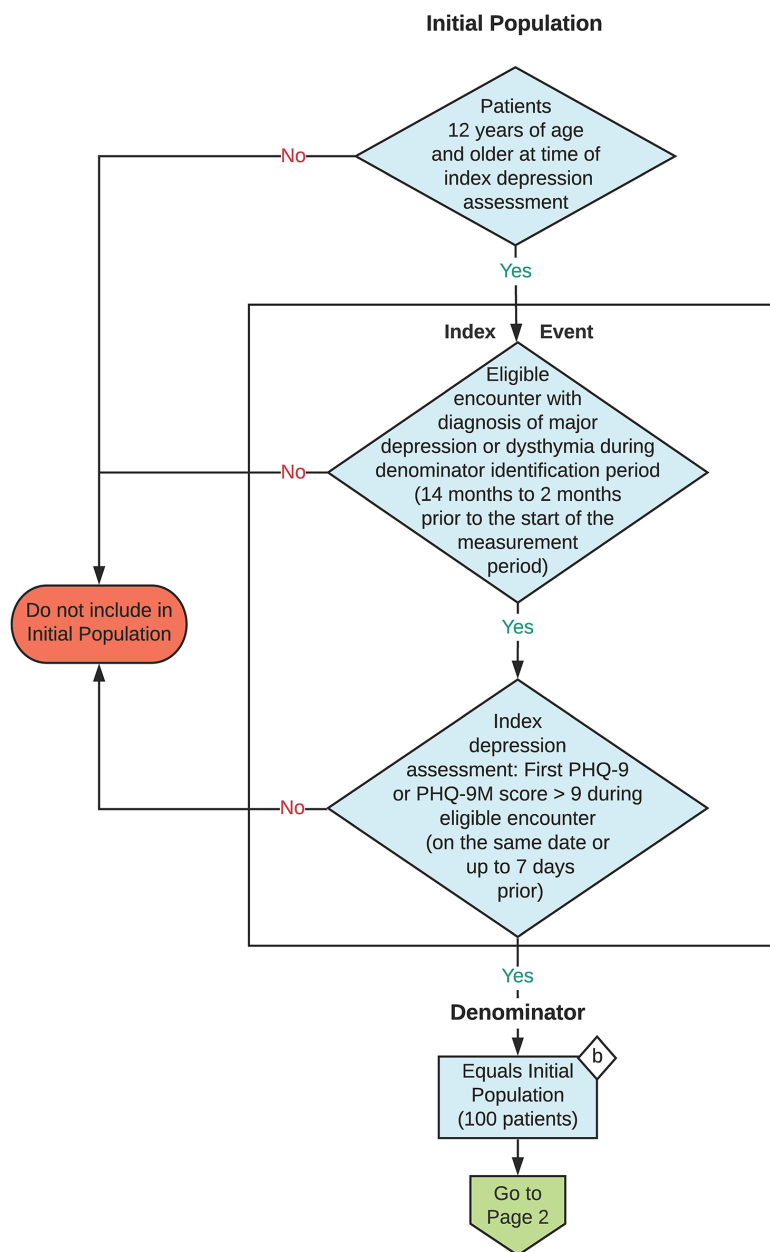 Initial Population
Patients
12 years of age
and older at time of
index depression
assessment
No
Yes
Index Event
Eligible
encounter with
diagnosis of major
depression or dysthymia during
denominator identification period
(14 months to 2 months
prior to the start of the
measurement
period)
No
Do not include in
Initial Population
Yes
Index
depression
assessment: First PHQ-9
or PHQ-9M score > 9 during
eligible encounter
(on the same date or
up to 7 days
prior)
No
Yes
Denominator
b
Equals Initial
Population
(100 patients)
Go to
Page 2